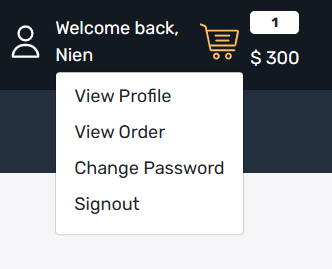 Welcome back,
Nien
1
$ 300
View Profile
View Order
Change Password
Signout